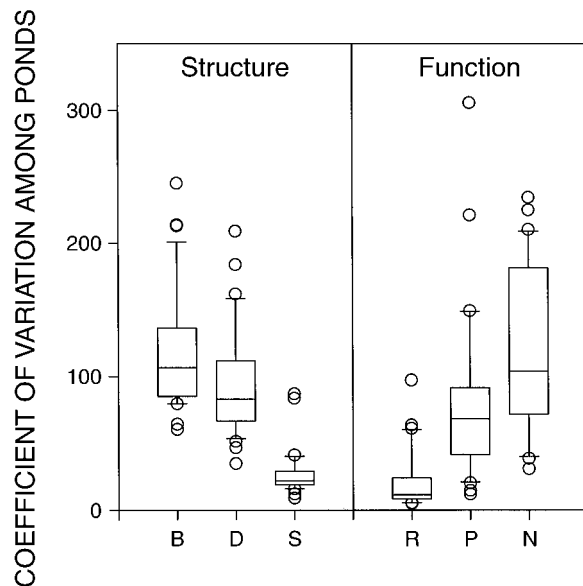 COEFFICIENT OF VARIATION AMONG PONDS
Structure Function
300
200
100
0
B D S R P N